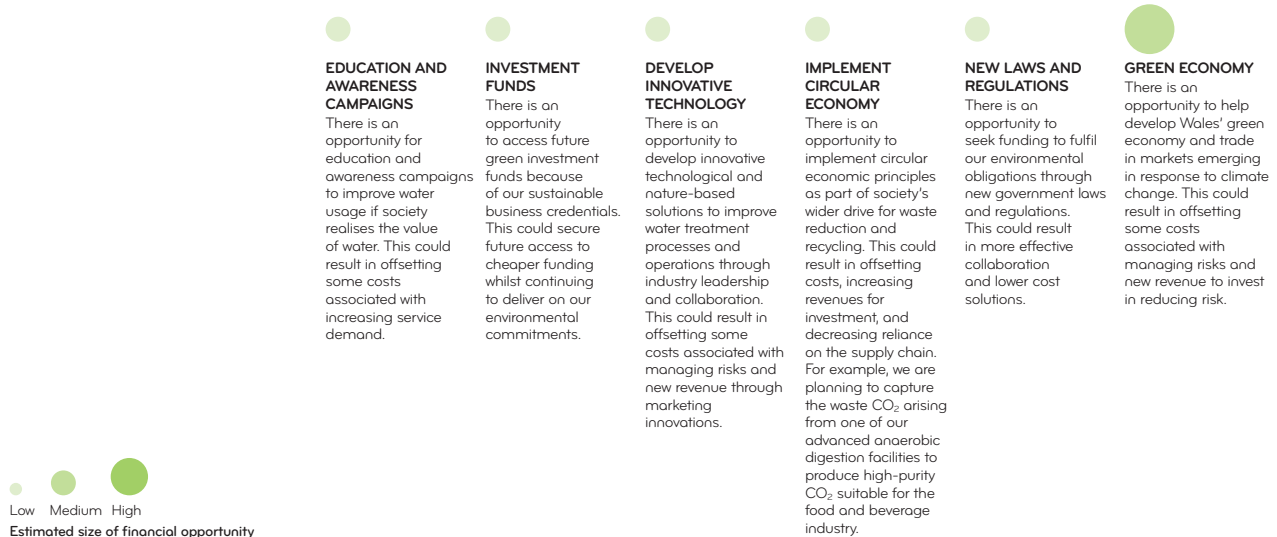 EDUCATION AND
AWARENESS
CAMPAIGNS
There is an
opportunity for
education and
awareness campaigns
to improve water
usage if society
realises the value
of water. This could
result in offsetting
some costs
associated with
increasing service
demand.
INVESTMENT
FUNDS
There is an
opportunity
to access future
green investment
funds because
of our sustainable
business credentials.
This could secure
future access to
cheaper funding
whilst continuing
to deliver on our
environmental
commitments.
DEVELOP
INNOVATIVE
TECHNOLOGY
There is an
opportunity to
develop innovative
technological and
nature-based
solutions to improve
water treatment
processes and
operations through
industry leadership
and collaboration.
This could result in
offsetting some
costs associated with
managing risks and
new revenue through
marketing
innovations.
IMPLEMENT
CIRCULAR
ECONOMY
There is an
opportunity to
implement circular
economic principles
as part of society's
wider drive for waste
reduction and
recycling. This could
result in offsetting
costs, increasing
revenues for
investment, and
decreasing reliance
on the supply chain.
For example, we are
planning to capture
the waste CO₂ arising
from one of our
advanced anaerobic
digestion facilities to
produce high-purity
CO₂ suitable for the
food and beverage
industry.
NEW LAWS AND
REGULATIONS
There is an
opportunity to
seek funding to fulfil
our environmental
obligations through
new government laws
and regulations.
This could result
in more effective
collaboration
and lower cost
solutions.
GREEN ECONOMY
There is an
opportunity to help
develop Wales' green
economy and trade
in markets emerging
in response to climate
change. This could
result in offsetting
some costs
associated with
managing risks and
new revenue to invest
in reducing risk.
Low Medium High
Estimated size of financial opportunity